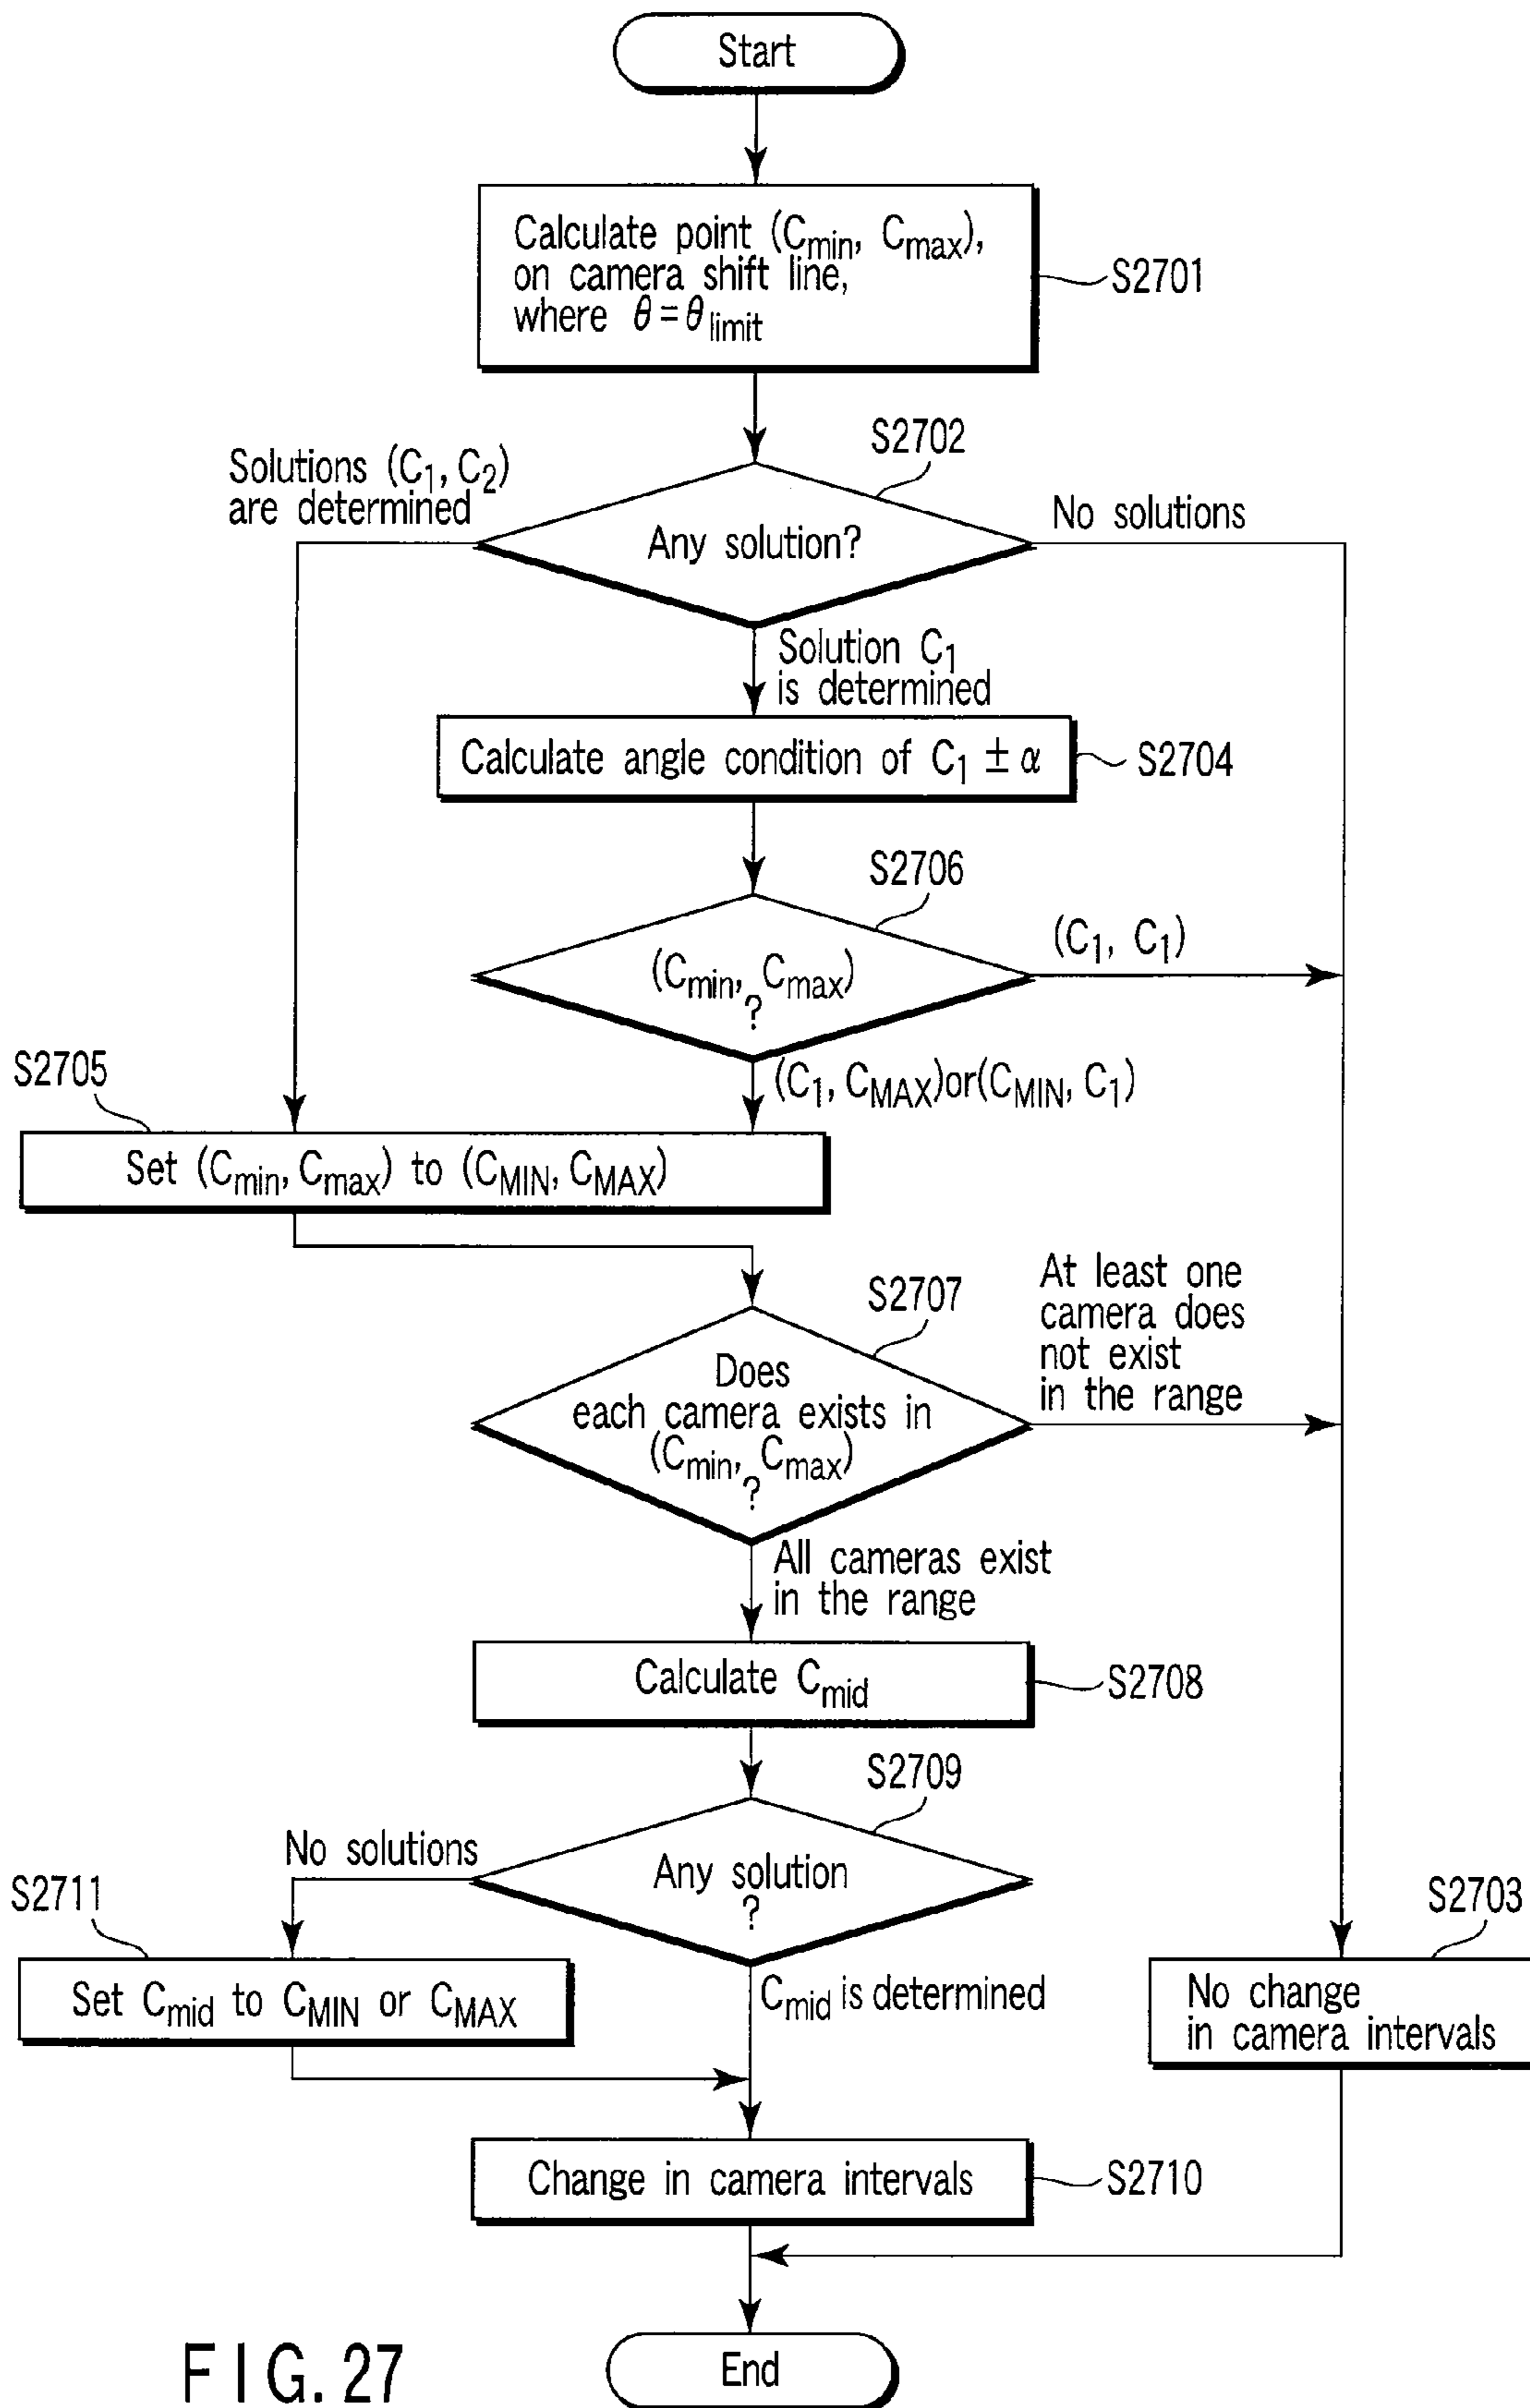 Start
Calculate point (Cmin, Cmax),
on camera shift line,
where θ = θlimit
S2701
S2702
Solutions (C1, C2)
are determined
Any solution?
No solutions
Solution C1
is determined
Calculate angle condition of C1 ± α
S2704
S2706
(Cmin, Cmax)
?
(C1, C1)
(C1, CMAX)or(CMIN, C1)
S2705
Set (Cmin, Cmax) to (CMIN, CMAX)
S2707
Does
each camera exists in
(Cmin, Cmax)
?
At least one
camera does
not exist
in the range
All cameras exist
in the range
Calculate Cmid
S2708
S2709
Any solution
?
No solutions
S2711
Set Cmid to CMIN or CMAX
Cmid is determined
S2703
No change
in camera intervals
Change in camera intervals
S2710
End
FIG. 27